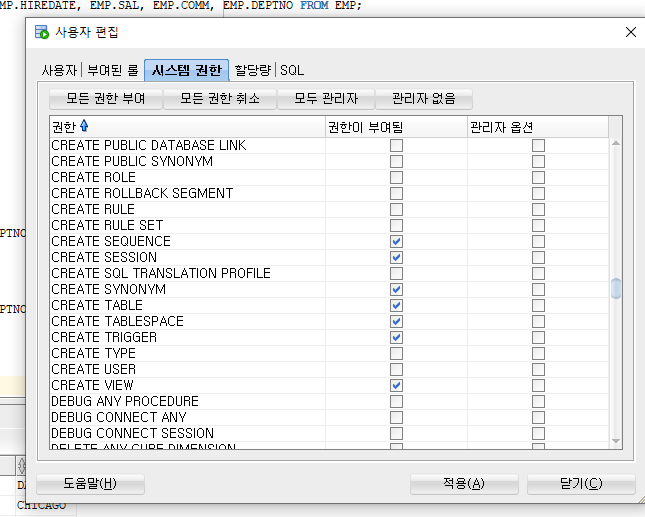 MP.HIREDATE, EMP.SAL, EMP.COMM, EMP.DEPTNO FROM EMP;
사용자 편집
사용자 부여된 롤 시스템 권한 할당량 SQL
모든 권한 부여 모든 권한 취소 모두 관리자 관리자 없음
권한 권한이 부여됨 관리자 옵션
CREATE PUBLIC DATABASE LINK
CREATE PUBLIC SYNONYM
CREATE ROLE
CREATE ROLLBACK SEGMENT
CREATE RULE
CREATE RULE SET
PTNO
CREATE SEQUENCE
CREATE SESSION
CREATE SQL TRANSLATION PROFILE
CREATE SYNONYM
CREATE TABLE
PTNO
CREATE TABLESPACE
CREATE TRIGGER
CREATE TYPE
CREATE USER
CREATE VIEW
DEBUG ANY PROCEDURE
DEBUG CONNECT ANY
DEBUG CONNECT SESSION
DELETE ANY CUBE DIMENSION
도움말(H) 적용(A) 닫기(C)
CHICAGO